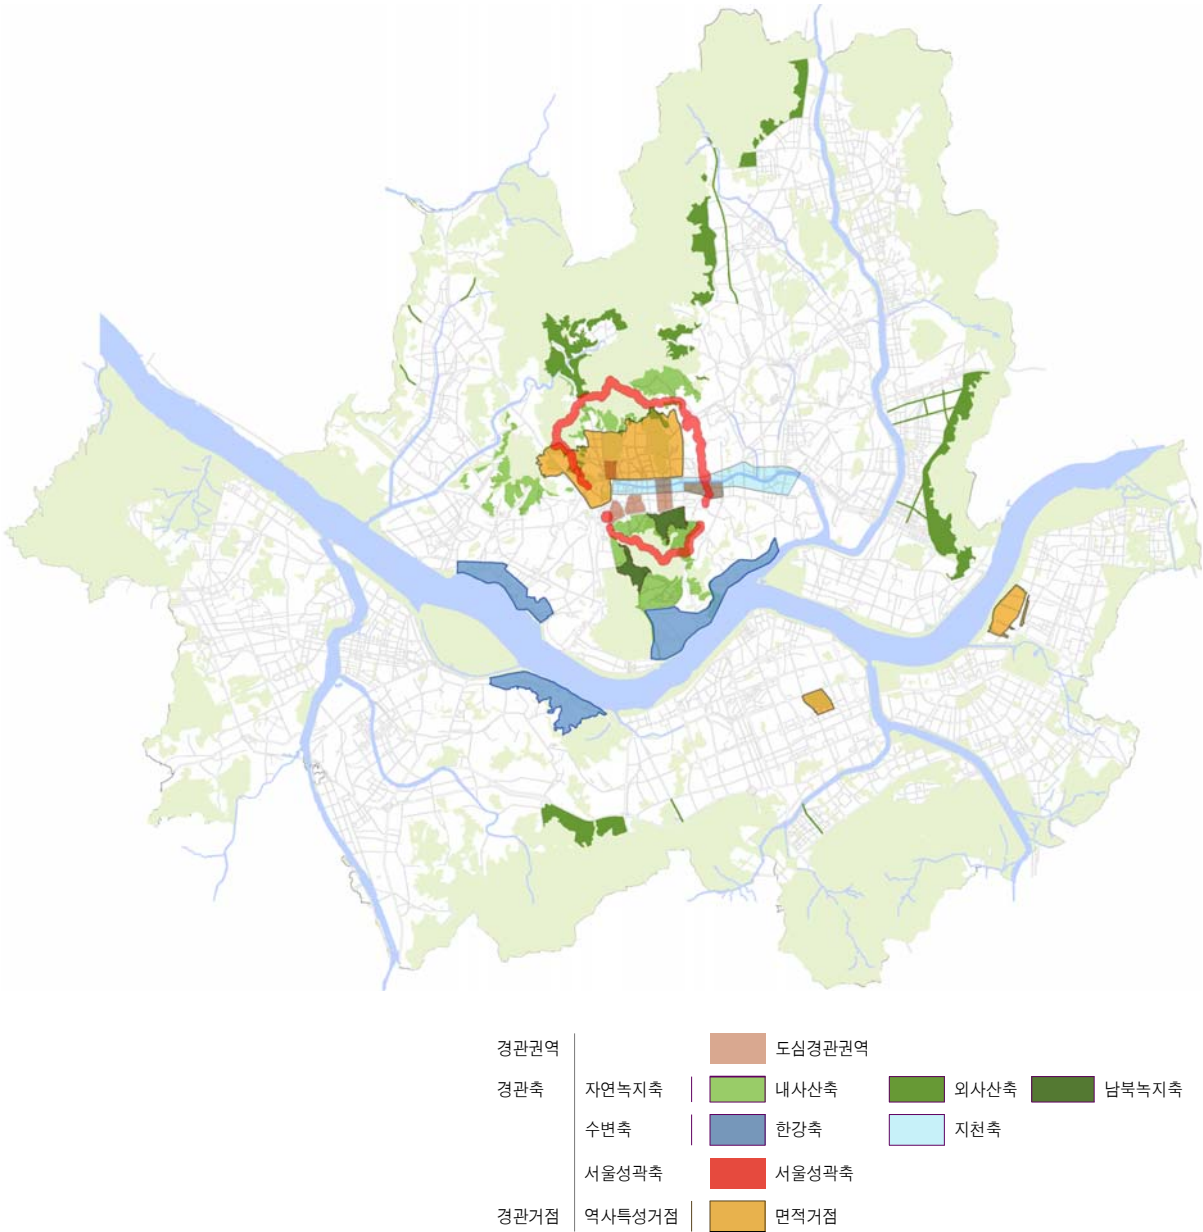 경관권역 도심경관권역
경관축 자연녹지축 내사산축 외사산축 남북녹지축
수변축 한강축 지천축
서울성곽축 서울성곽축
경관거점 역사특성거점 면적거점